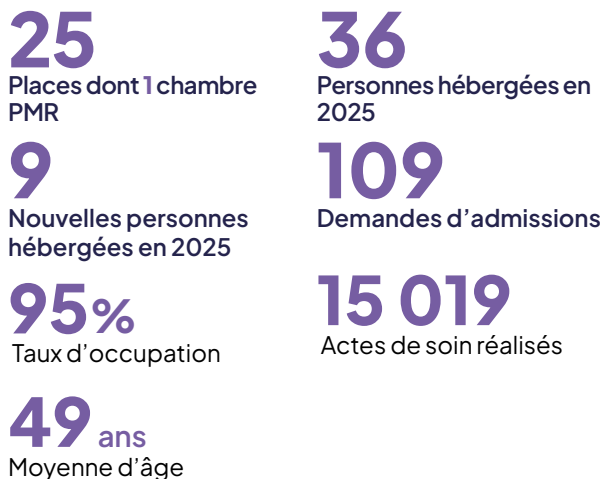 25
Places dont 1 chambre
PMR
36
Personnes hébergées en
2025
9
Nouvelles personnes
hébergées en 2025
109
Demandes d’admissions
95%
Taux d’occupation
15 019
Actes de soin réalisés
49 ans
Moyenne d’âge